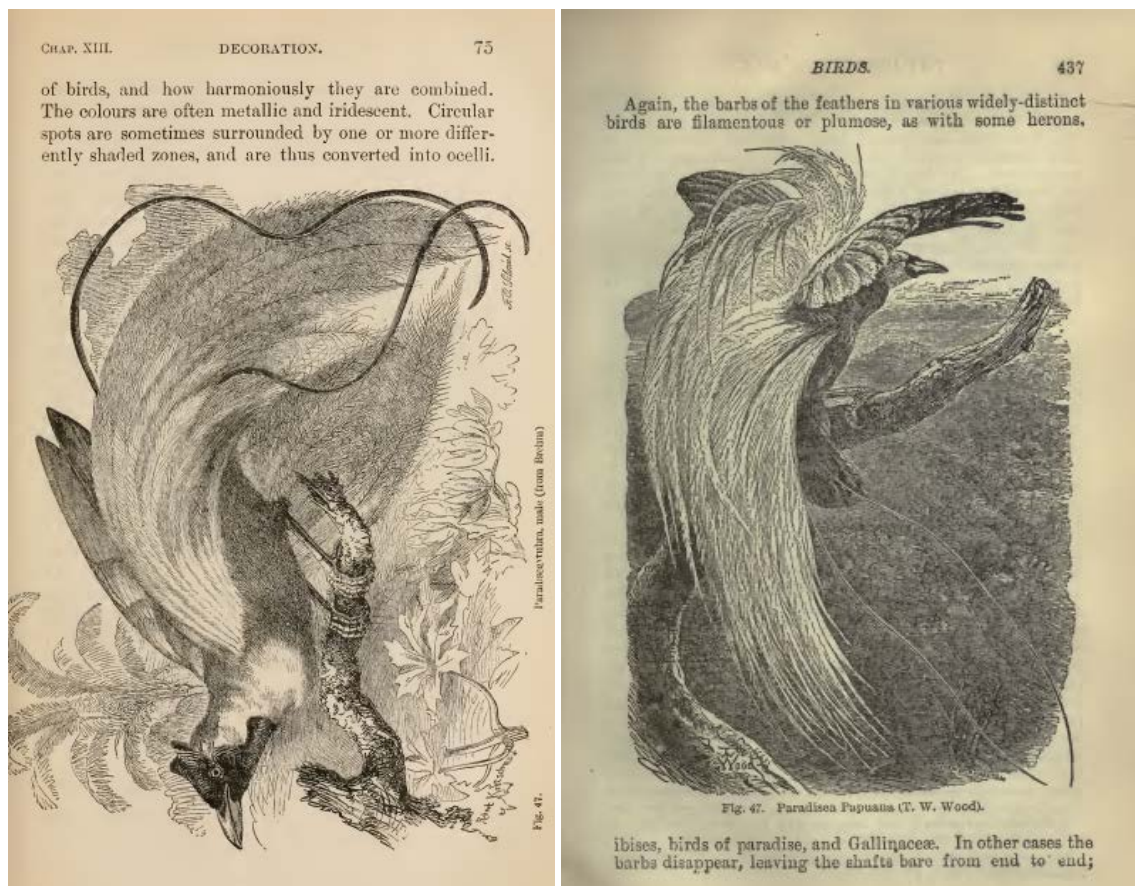 CHAP. XIII. DECORATION. 75
of birds, and how harmoniously they are combined.
The colours are often metallic and iridescent. Circular
spots are sometimes surrounded by one or more differ-
ently shaded zones, and are thus converted into ocelli.
Fig. 47. Paradisea rubra, male (from Brehm)
BIRDS. 437
Again, the barbs of the feathers in various widely-distinct
birds are filamentous or plumose, as with some herons,
T W
WOOD
Fig. 47. Paradisea Papuana (T. W. Wood).
ibises, birds of paradise, and Gallinaceæ. In other cases the
barbs disappear, leaving the shafts bare from end to end;